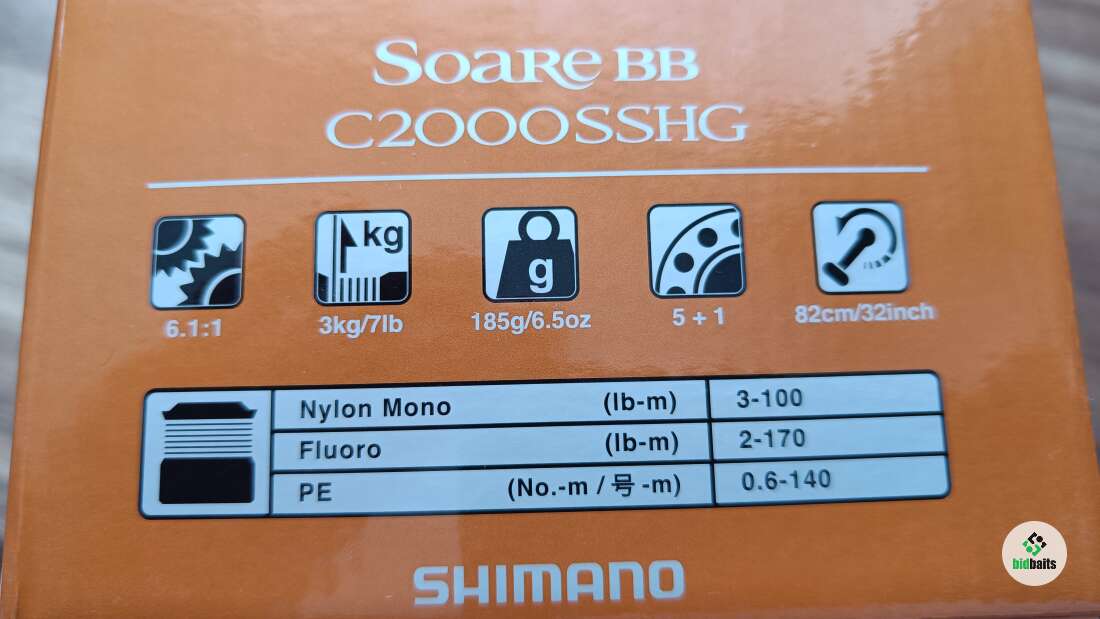 Soare BB
C2000SSHG
kg
g
6.1:1
3kg/7lb
185g/6.5oz
5 + 1
82cm/32inch
Nylon Mono (lb-m) 3-100
Fluoro (lb-m) 2-170
PE (No.-m / 号 -m) 0.6-140
SHIMANO
bidbaits